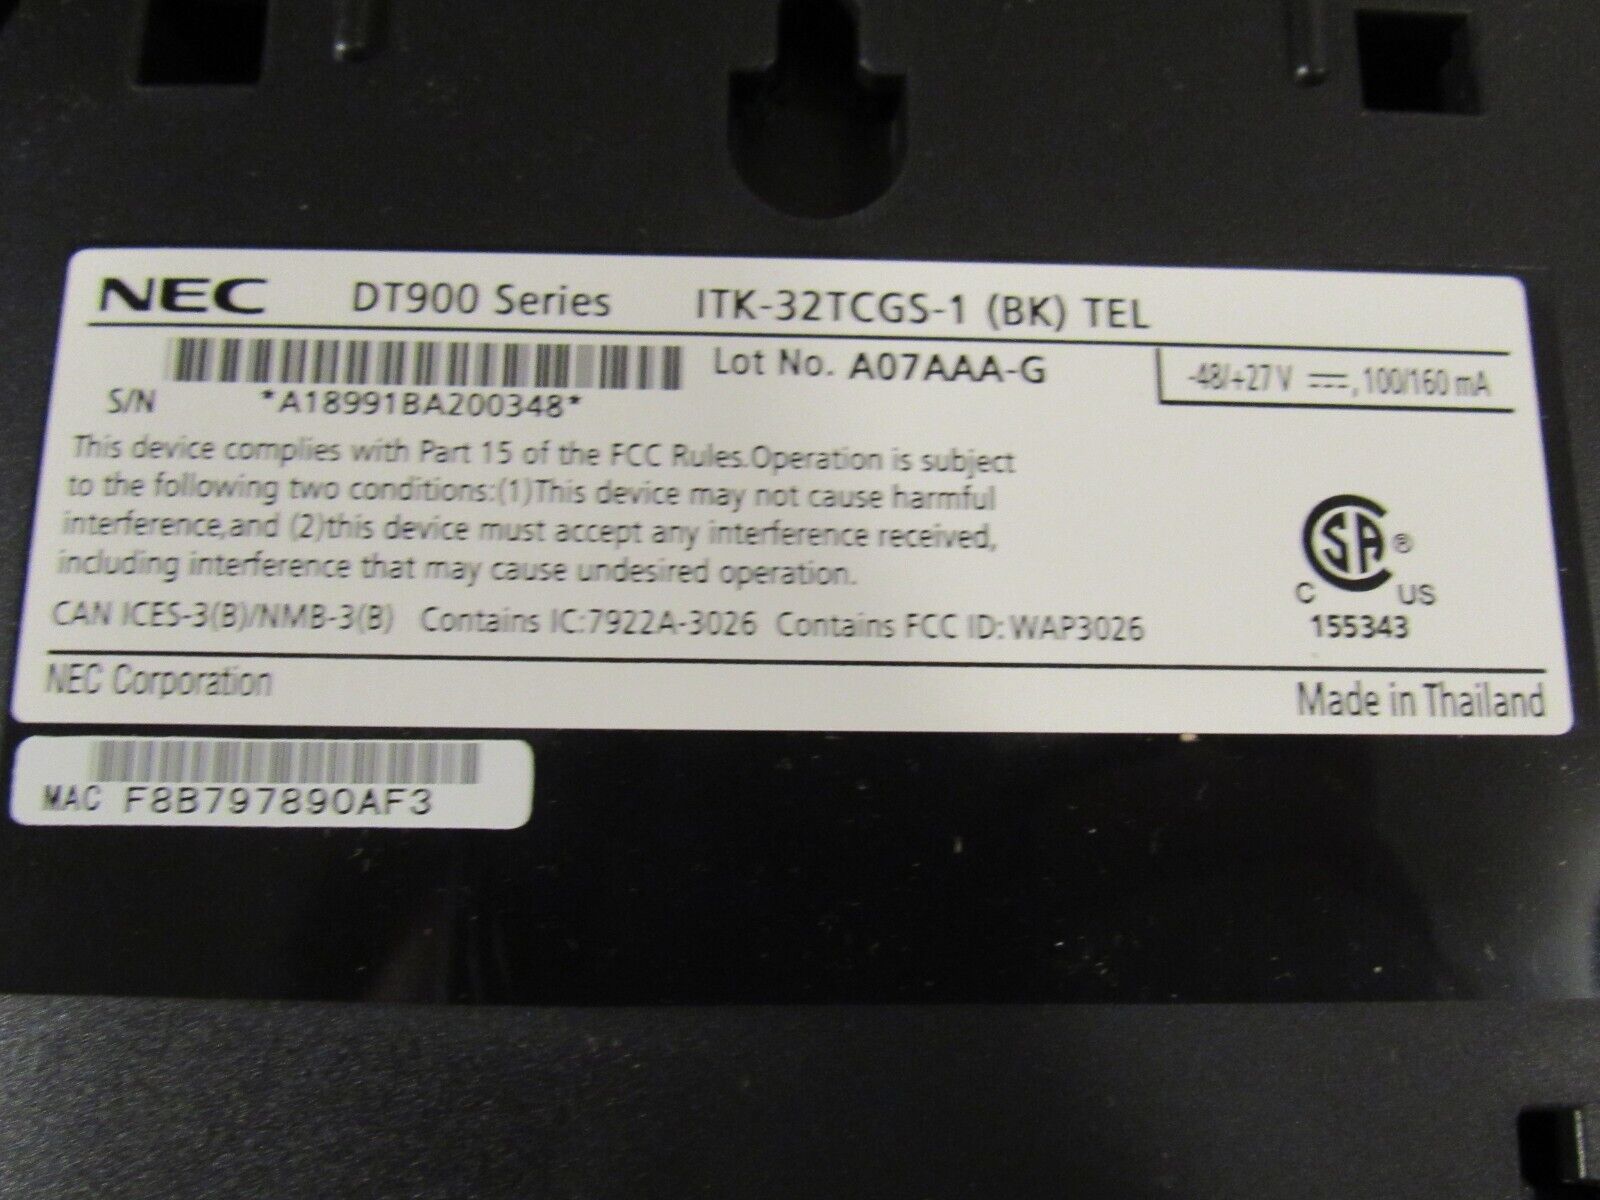 NEC DT900 Series ITK-32TCGS-1 (BK) TEL
Lot No. A07AAA-G
-48/+27V ⎓, 100/160 mA
S/N *A18991BA200348*
This device complies with Part 15 of the FCC Rules.Operation is subject
to the following two conditions:(1)This device may not cause harmful
interference,and (2)this device must accept any interference received,
including interference that may cause undesired operation.
CAN ICES-3(B)/NMB-3(B) Contains IC:7922A-3026 Contains FCC ID: WAP3026
CSA ®
C US
155343
NEC Corporation Made in Thailand
MAC F8B797890AF3